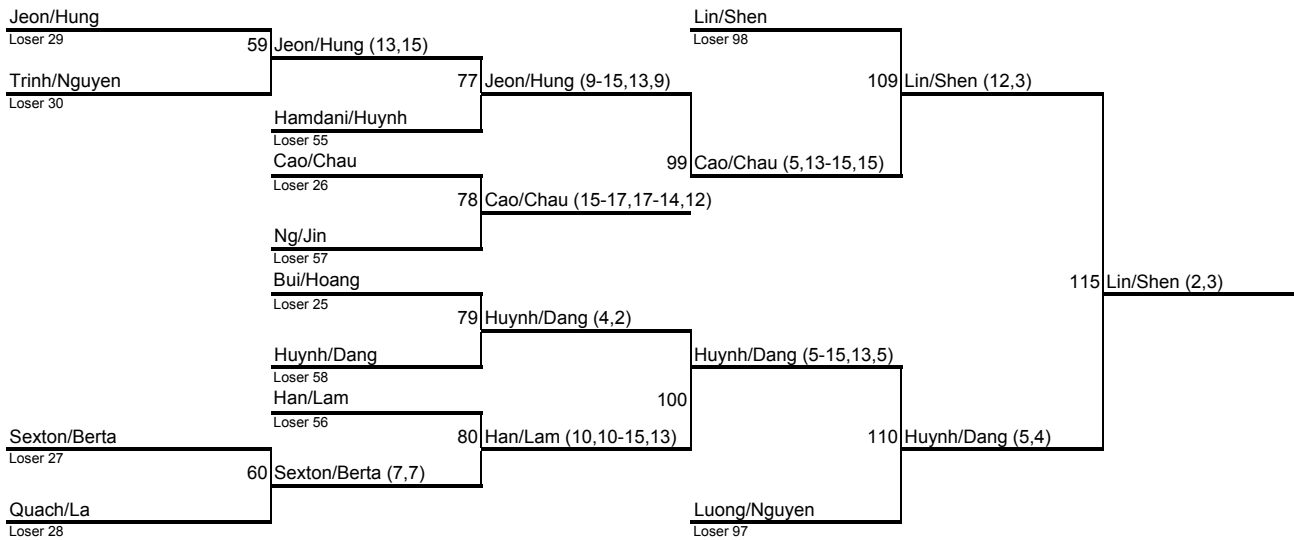 Jeon/Hung
Loser 29
59 Jeon/Hung (13,15)
Trinh/Nguyen
Loser 30
77 Jeon/Hung (9-15,13,9)
Hamdani/Huynh
Loser 55
Cao/Chau
Loser 26
78 Cao/Chau (15-17,17-14,12)
Ng/Jin
Loser 57
Bui/Hoang
Loser 25
79 Huynh/Dang (4,2)
Huynh/Dang
Loser 58
Han/Lam
Loser 56
80 Han/Lam (10,10-15,13)
Sexton/Berta
Loser 27
60 Sexton/Berta (7,7)
Quach/La
Loser 28
Lin/Shen
Loser 98
109 Lin/Shen (12,3)
99 Cao/Chau (5,13-15,15)
115 Lin/Shen (2,3)
Huynh/Dang (5-15,13,5)
100
110 Huynh/Dang (5,4)
Luong/Nguyen
Loser 97